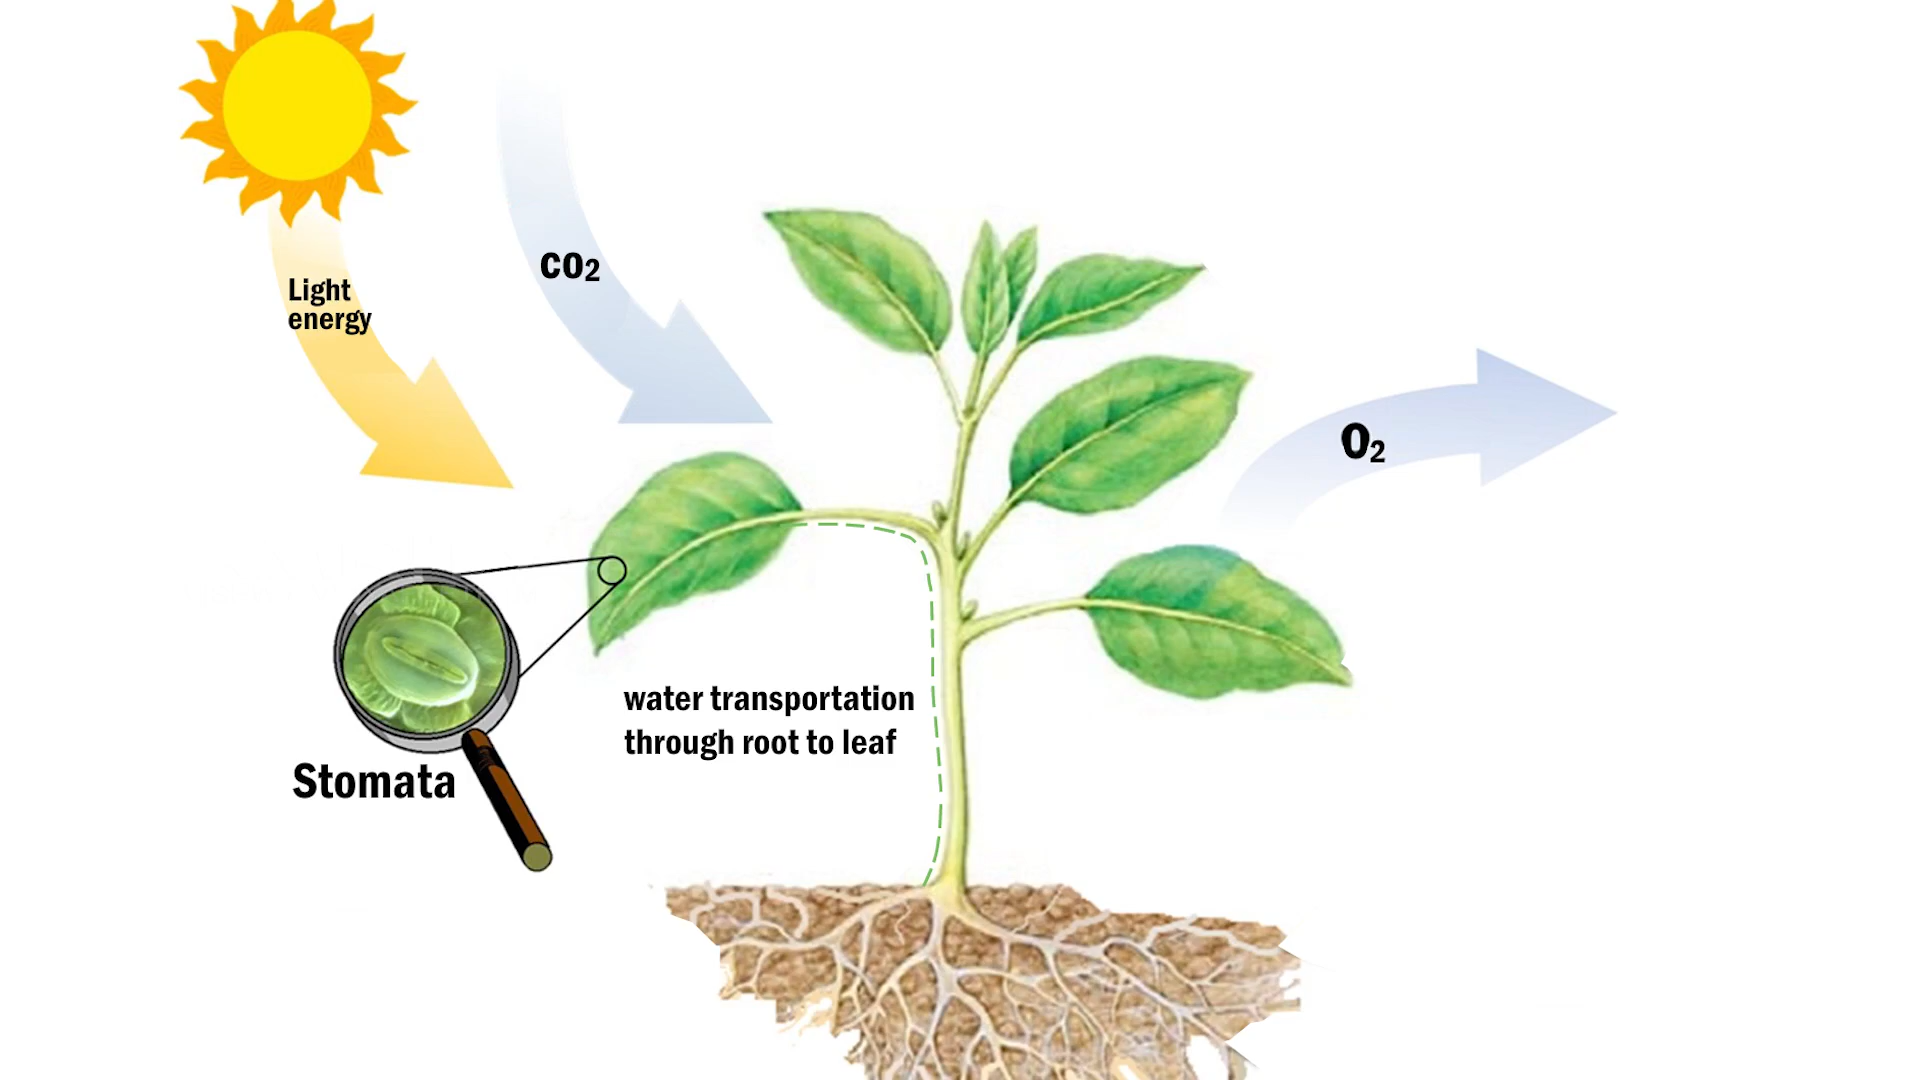 Light
energy
CO₂
O₂
water transportation
through root to leaf
Stomata